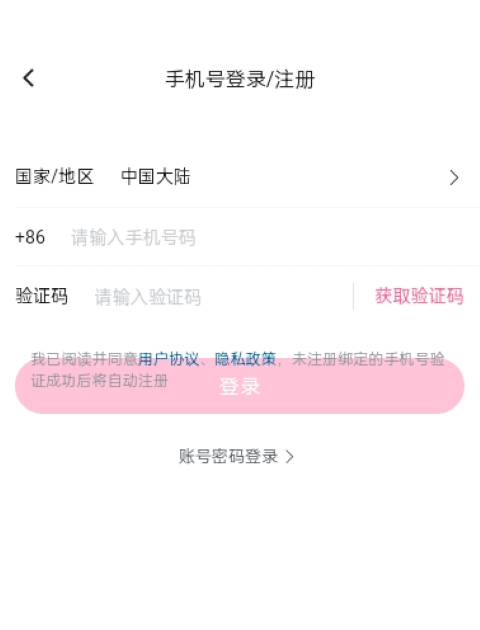 手机号登录/注册
国家/地区 中国大陆
+86 请输入手机号码
验证码 请输入验证码 获取验证码
我已阅读并同意用户协议、隐私政策，未注册绑定的手机号验
证成功后将自动注册
登录
账号密码登录